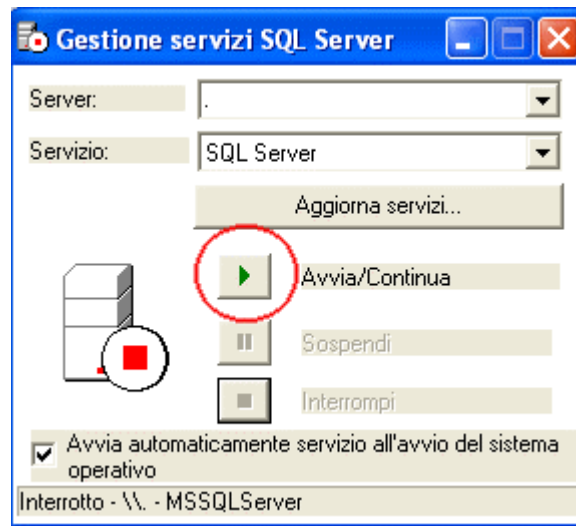 Gestione servizi SQL Server
Server:
.
Servizio:
SQL Server
Aggiorna servizi...
Avvia/Continua
Sospendi
Interrompi
Avvia automaticamente servizio all'avvio del sistema
operativo
Interrotto - \\. - MSSQLServer